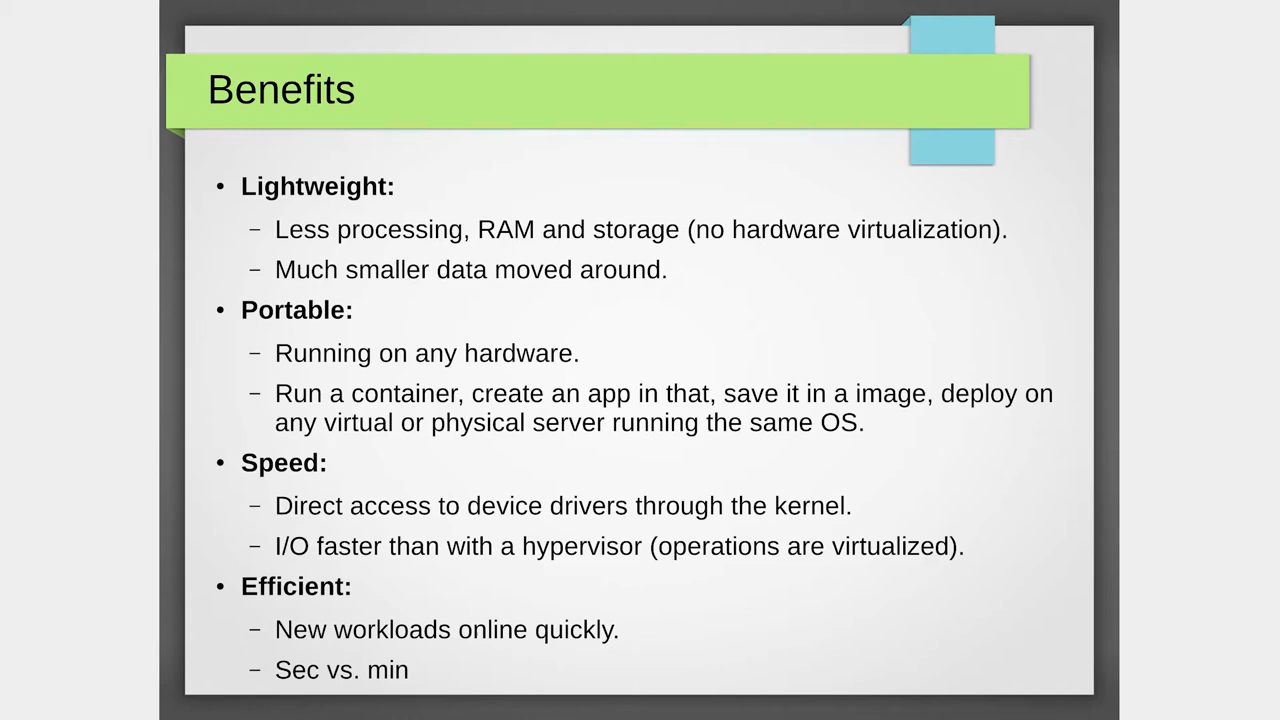 Benefits
• Lightweight:
– Less processing, RAM and storage (no hardware virtualization).
– Much smaller data moved around.
• Portable:
– Running on any hardware.
– Run a container, create an app in that, save it in a image, deploy on
any virtual or physical server running the same OS.
• Speed:
– Direct access to device drivers through the kernel.
– I/O faster than with a hypervisor (operations are virtualized).
• Efficient:
– New workloads online quickly.
– Sec vs. min